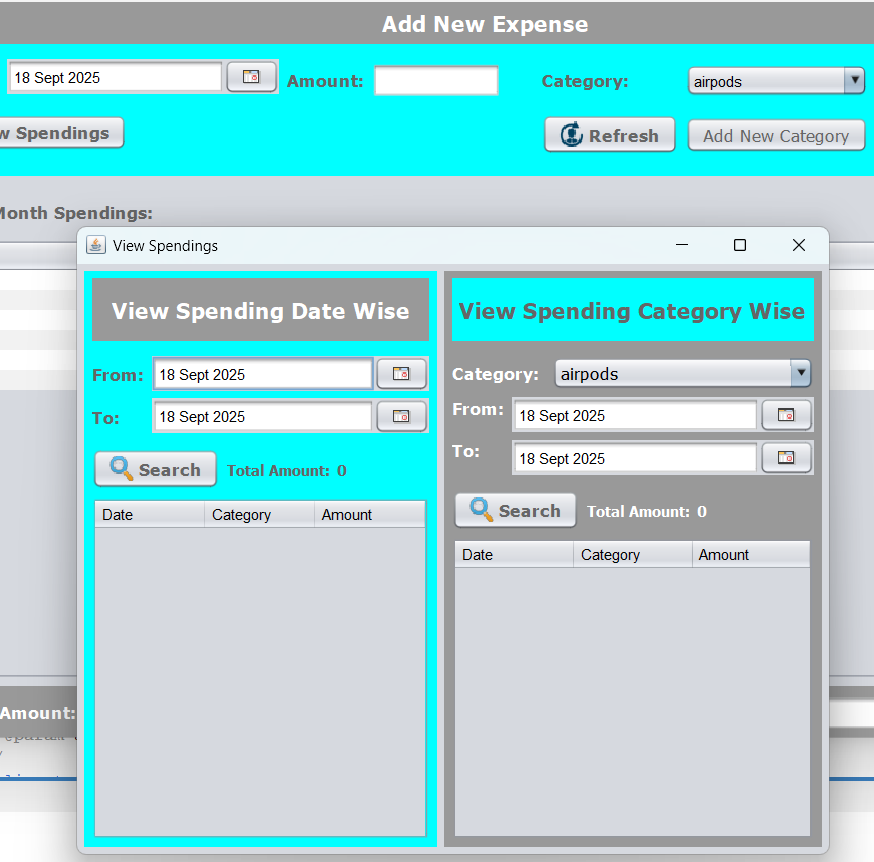 Add New Expense
18 Sept 2025 Amount: Category: airpods
Spendings Refresh Add New Category
Month Spendings:
View Spendings
View Spending Date Wise
From: 18 Sept 2025
To: 18 Sept 2025
Search Total Amount: 0
Date Category Amount
View Spending Category Wise
Category: airpods
From: 18 Sept 2025
To: 18 Sept 2025
Search Total Amount: 0
Date Category Amount
Amount: